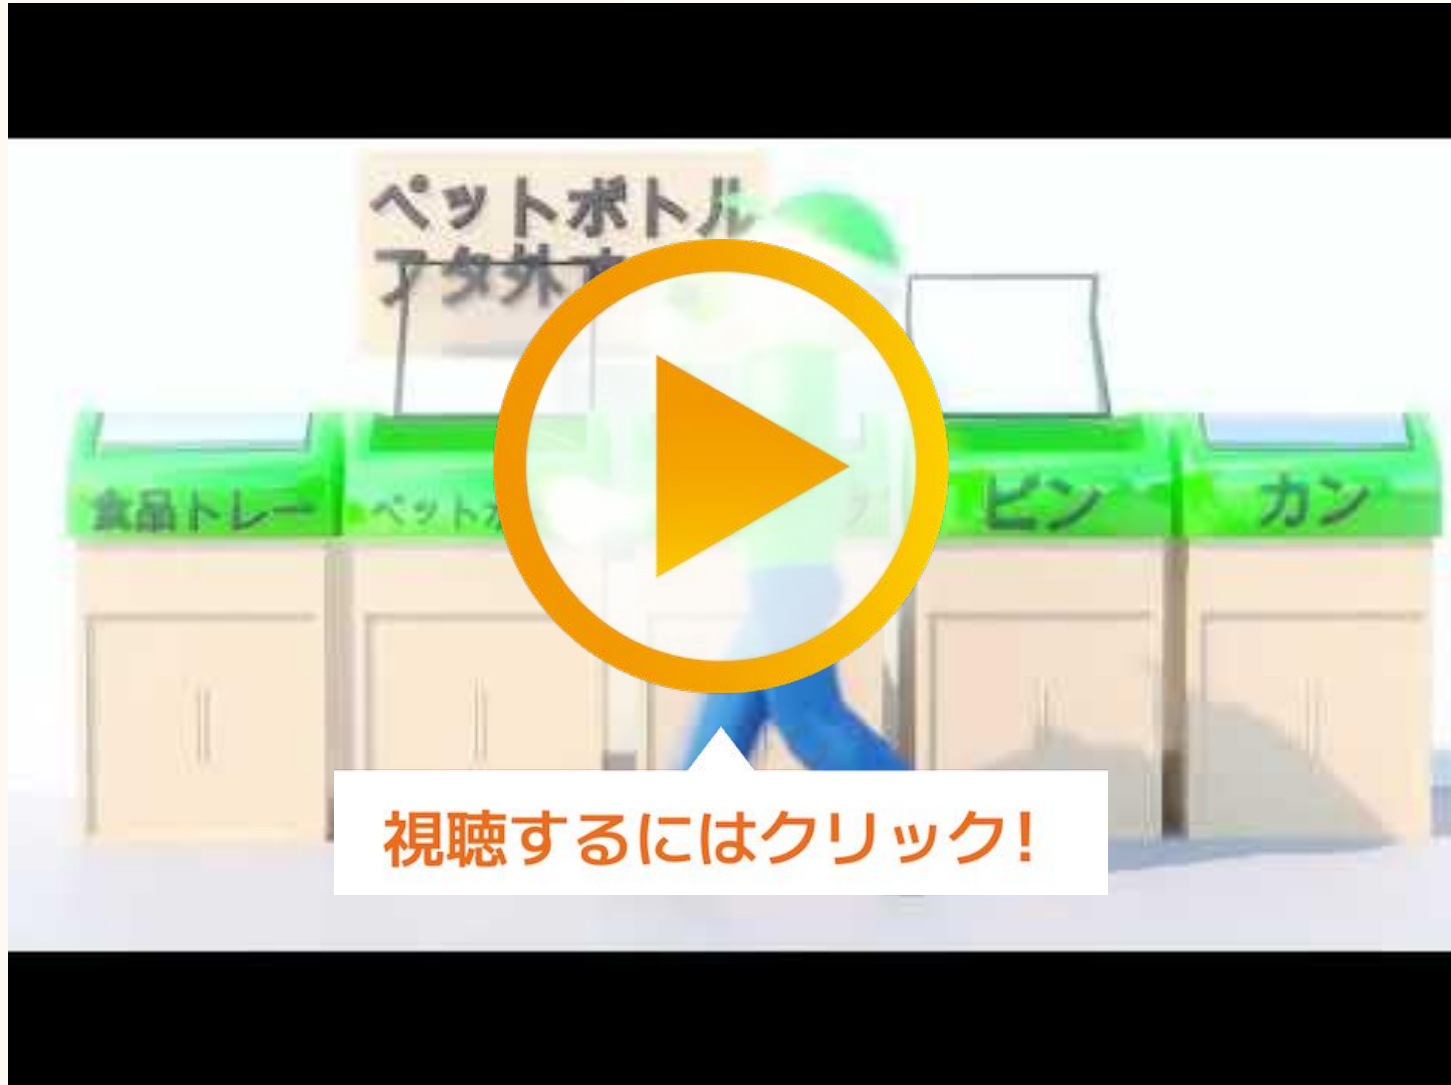 ペットボトル
食品トレー
ビン
カン
視聴するにはクリック!